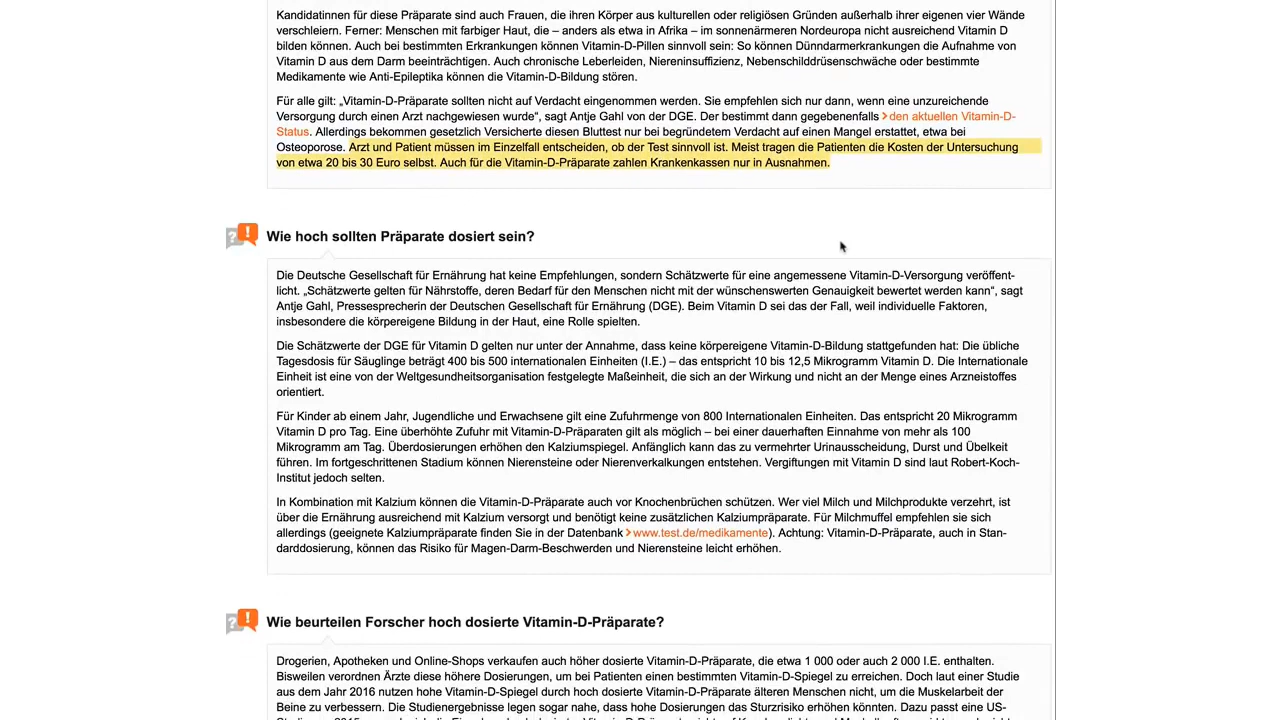 Kandidatinnen für diese Präparate sind auch Frauen, die ihren Körper aus kulturellen oder religiösen Gründen außerhalb ihrer eigenen vier Wände
verschleiern. Ferner: Menschen mit farbiger Haut, die – anders als etwa in Afrika – im sonnenärmeren Nordeuropa nicht ausreichend Vitamin D
bilden können. Auch bei bestimmten Erkrankungen können Vitamin-D-Pillen sinnvoll sein: So können Dünndarmerkrankungen die Aufnahme von
Vitamin D aus dem Darm beeinträchtigen. Auch chronische Leberleiden, Niereninsuffizienz, Nebenschilddrüsenschwäche oder bestimmte
Medikamente wie Anti-Epileptika können die Vitamin-D-Bildung stören.
Für alle gilt: „Vitamin-D-Präparate sollten nicht auf Verdacht eingenommen werden. Sie empfehlen sich nur dann, wenn eine unzureichende
Versorgung durch einen Arzt nachgewiesen wurde“, sagt Antje Gahl von der DGE. Der bestimmt dann gegebenenfalls den aktuellen Vitamin-D-
Status. Allerdings bekommen gesetzlich Versicherte diesen Bluttest nur bei begründetem Verdacht auf einen Mangel erstattet, etwa bei
Osteoporose. Arzt und Patient müssen im Einzelfall entscheiden, ob der Test sinnvoll ist. Meist tragen die Patienten die Kosten der Untersuchung
von etwa 20 bis 30 Euro selbst. Auch für die Vitamin-D-Präparate zahlen Krankenkassen nur in Ausnahmen.
Wie hoch sollten Präparate dosiert sein?
Die Deutsche Gesellschaft für Ernährung hat keine Empfehlungen, sondern Schätzwerte für eine angemessene Vitamin-D-Versorgung veröffent-
licht. „Schätzwerte gelten für Nährstoffe, deren Bedarf für den Menschen nicht mit der wünschenswerten Genauigkeit bewertet werden kann“, sagt
Antje Gahl, Pressesprecherin der Deutschen Gesellschaft für Ernährung (DGE). Beim Vitamin D sei das der Fall, weil individuelle Faktoren,
insbesondere die körpereigene Bildung in der Haut, eine Rolle spielten.
Die Schätzwerte der DGE für Vitamin D gelten nur unter der Annahme, dass keine körpereigene Vitamin-D-Bildung stattgefunden hat: Die übliche
Tagesdosis für Säuglinge beträgt 400 bis 500 internationalen Einheiten (I.E.) – das entspricht 10 bis 12,5 Mikrogramm Vitamin D. Die Internationale
Einheit ist eine von der Weltgesundheitsorganisation festgelegte Maßeinheit, die sich an der Wirkung und nicht an der Menge eines Arzneistoffes
orientiert.
Für Kinder ab einem Jahr, Jugendliche und Erwachsene gilt eine Zufuhrmenge von 800 Internationalen Einheiten. Das entspricht 20 Mikrogramm
Vitamin D pro Tag. Eine überhöhte Zufuhr mit Vitamin-D-Präparaten gilt als möglich – bei einer dauerhaften Einnahme von mehr als 100
Mikrogramm am Tag. Überdosierungen erhöhen den Kalziumspiegel. Anfänglich kann das zu vermehrter Urinausscheidung, Durst und Übelkeit
führen. Im fortgeschrittenen Stadium können Nierensteine oder Nierenverkalkungen entstehen. Vergiftungen mit Vitamin D sind laut Robert-Koch-
Institut jedoch selten.
In Kombination mit Kalzium können die Vitamin-D-Präparate auch vor Knochenbrüchen schützen. Wer viel Milch und Milchprodukte verzehrt, ist
über die Ernährung ausreichend mit Kalzium versorgt und benötigt keine zusätzlichen Kalziumpräparate. Für Milchmuffel empfehlen sie sich
allerdings (geeignete Kalziumpräparate finden Sie in der Datenbank www.test.de/medikamente). Achtung: Vitamin-D-Präparate, auch in Stan-
darddosierung, können das Risiko für Magen-Darm-Beschwerden und Nierensteine leicht erhöhen.
Wie beurteilen Forscher hoch dosierte Vitamin-D-Präparate?
Drogerien, Apotheken und Online-Shops verkaufen auch höher dosierte Vitamin-D-Präparate, die etwa 1 000 oder auch 2 000 I.E. enthalten.
Bisweilen verordnen Ärzte diese höhere Dosierungen, um bei Patienten einen bestimmten Vitamin-D-Spiegel zu erreichen. Doch laut einer Studie
aus dem Jahr 2016 nutzen hohe Vitamin-D-Spiegel durch hoch dosierte Vitamin-D-Präparate älteren Menschen nicht, um die Muskelarbeit der
Beine zu verbessern. Die Studienergebnisse legen sogar nahe, dass hohe Dosierungen das Sturzrisiko erhöhen könnten. Dazu passt eine US-